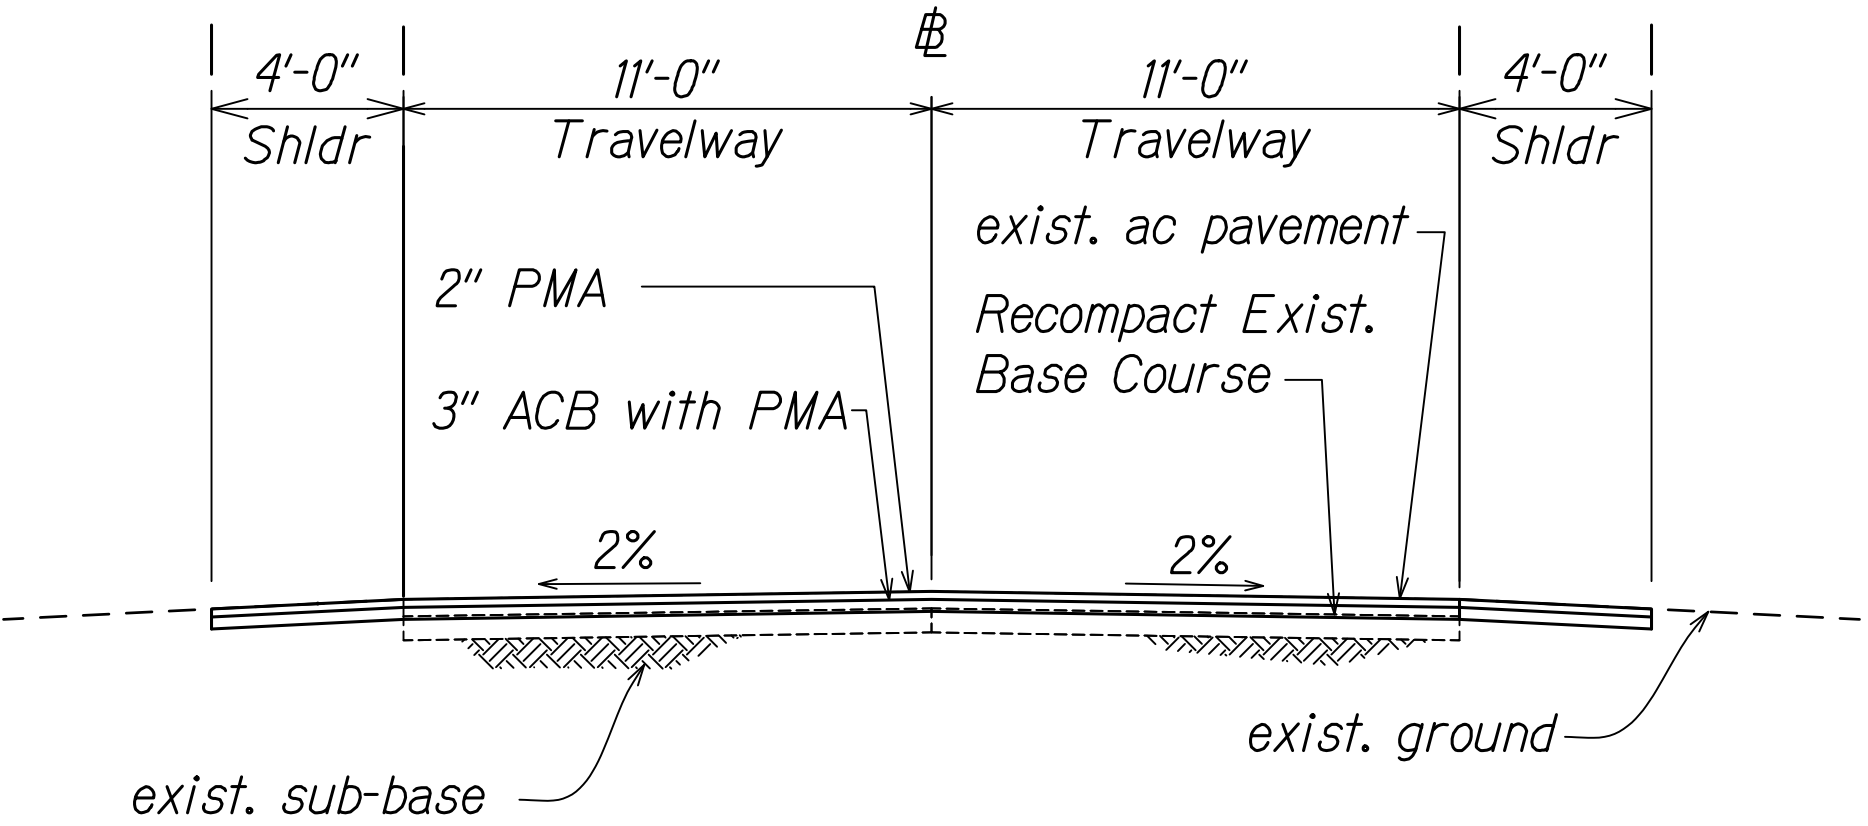 ℄
4'-0" 11'-0" 11'-0" 4'-0"
Shldr Travelway Travelway Shldr
exist. ac pavement
2" PMA
Recompact Exist.
Base Course
3" ACB with PMA
2% 2%
exist. ground
exist. sub-base